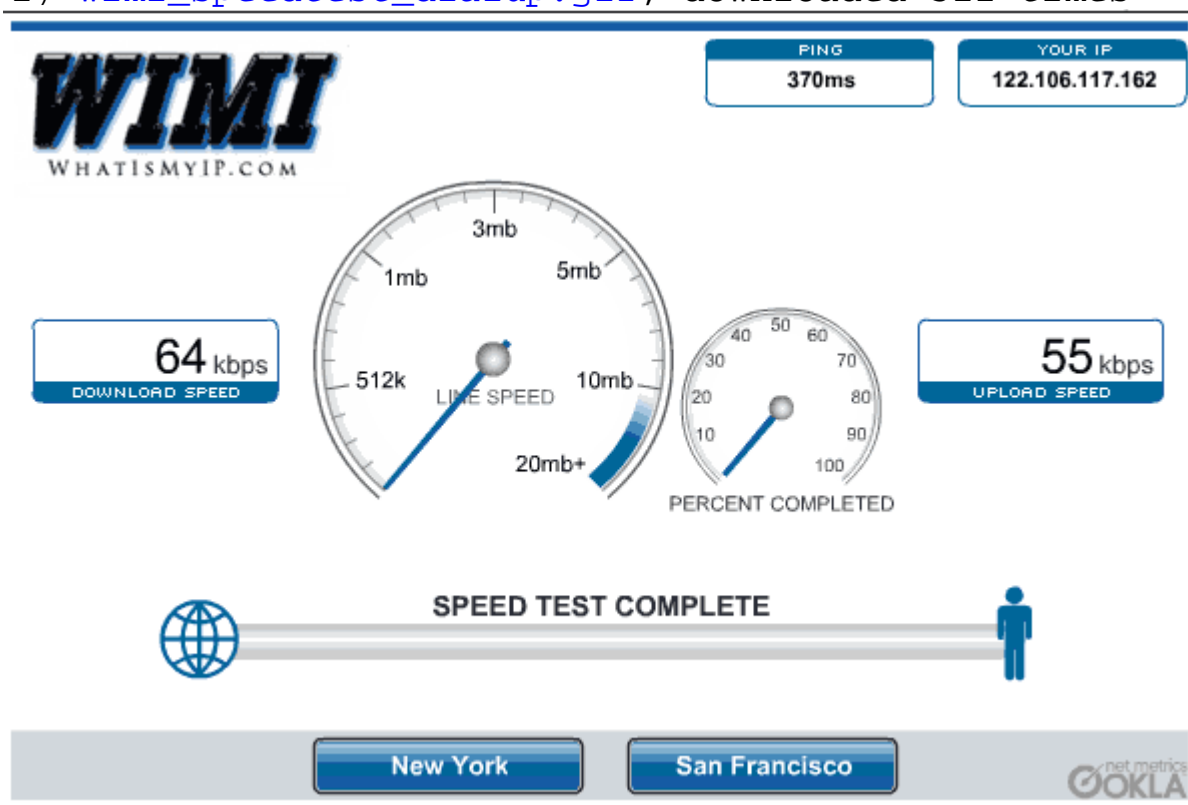 PING
370ms
YOUR IP
122.106.117.162
WIMI
WHATISMYIP.COM
3mb
1mb
5mb
512k
10mb
20mb+
LINE SPEED
64 kbps
DOWNLOAD SPEED
10
20
30
40
50
60
70
80
90
100
PERCENT COMPLETED
55 kbps
UPLOAD SPEED
SPEED TEST COMPLETE
New York
San Francisco
net metrics
OOKLA